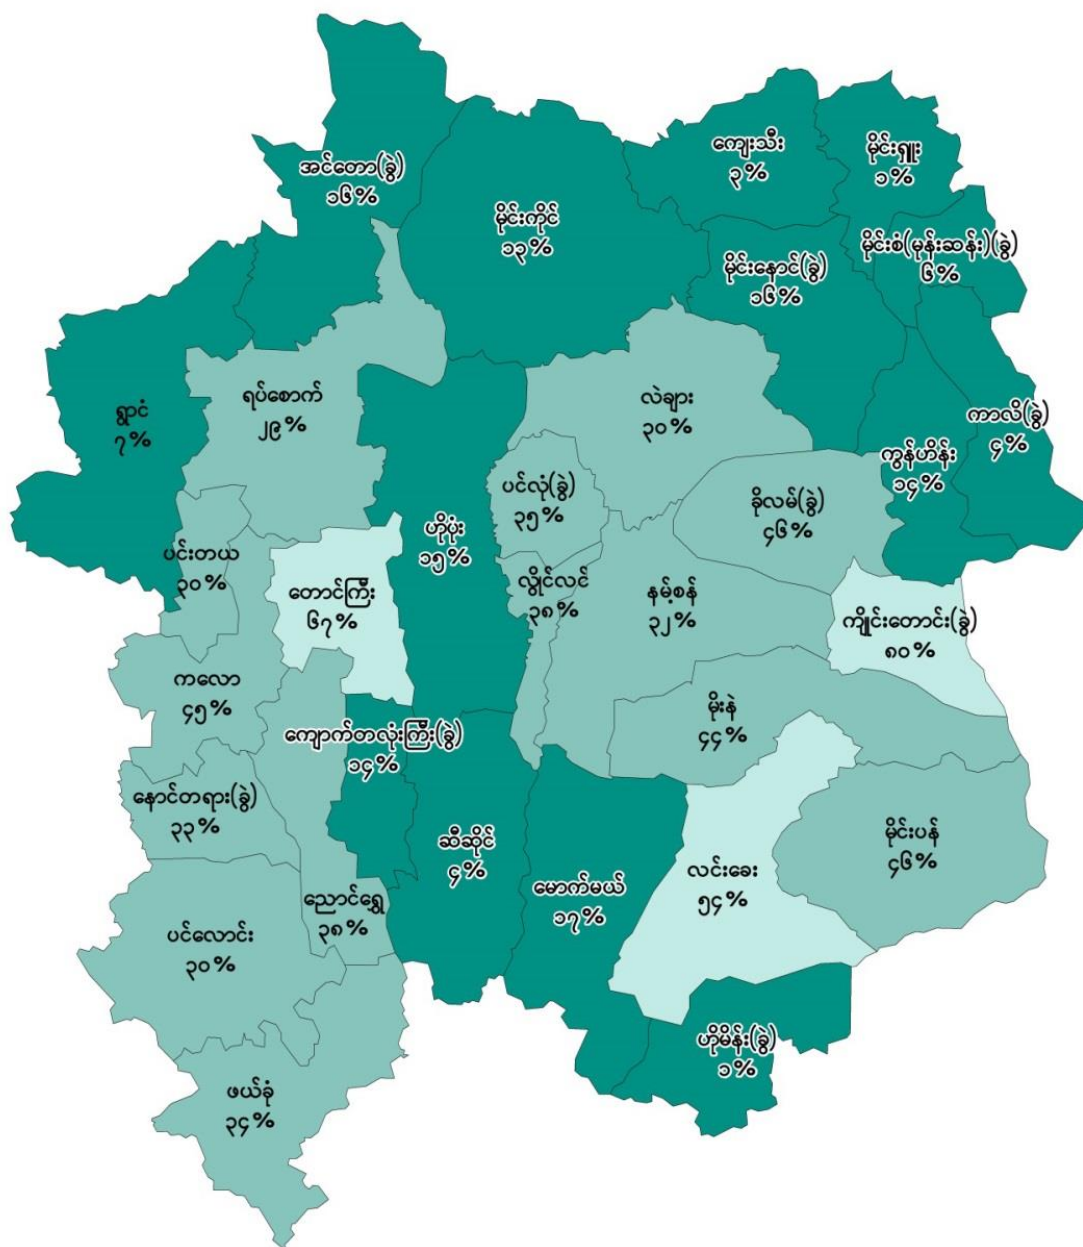 အင်တော(ခွဲ)
၁၆%
မိုင်းကိုင်
၁၃%
ကျေးသီး
၃%
မိုင်းရှူး
၁%
မိုင်းစံ(မုန်းဆန်း)(ခွဲ)
၆%
မိုင်းနောင်(ခွဲ)
၁၆%
ရွာငံ
၇%
ရပ်စောက်
၂၉%
လဲချား
၃၀%
ကာလိ(ခွဲ)
၄%
ကွန်ဟိန်း
၁၄%
ပင်လုံ(ခွဲ)
၃၅%
ခိုလမ်(ခွဲ)
၄၆%
ဟိုပုံး
၁၅%
ပင်းတယ
၃၀%
တောင်ကြီး
၆၇%
လွိုင်လင်
၃၈%
နမ့်စန်
၃၂%
ကျိုင်းတောင်း(ခွဲ)
၈၀%
ကလော
၄၅%
မိုးနဲ
၄၄%
ကျောက်တလုံးကြီး(ခွဲ)
၁၄%
နောင်တရား(ခွဲ)
၃၃%
ဆီဆိုင်
၄%
မိုင်းပန်
၄၆%
လင်းခေး
၅၄%
မောက်မယ်
၁၇%
ညောင်ရွှေ
၃၈%
ပင်လောင်း
၃၀%
ဟိုမိန်း(ခွဲ)
၁%
ဖယ်ခုံ
၃၄%